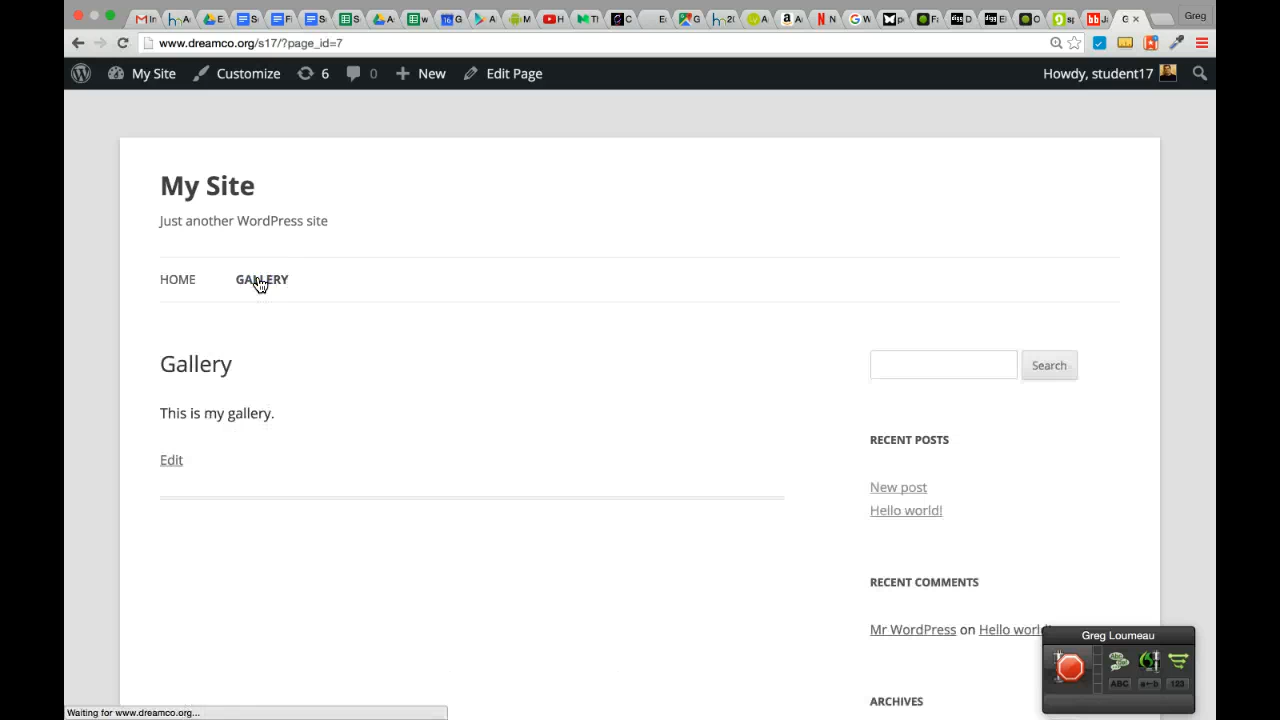 Greg
www.dreamco.org/s17/?page_id=7
My Site
Customize
6
0
New
Edit Page
Howdy, student17
My Site
Just another WordPress site
HOME
GALLERY
Gallery
Search
This is my gallery.
RECENT POSTS
Edit
New post
Hello world!
RECENT COMMENTS
Mr WordPress on Hello world!
Greg Loumeau
ABC
123
ARCHIVES
Waiting for www.dreamco.org...